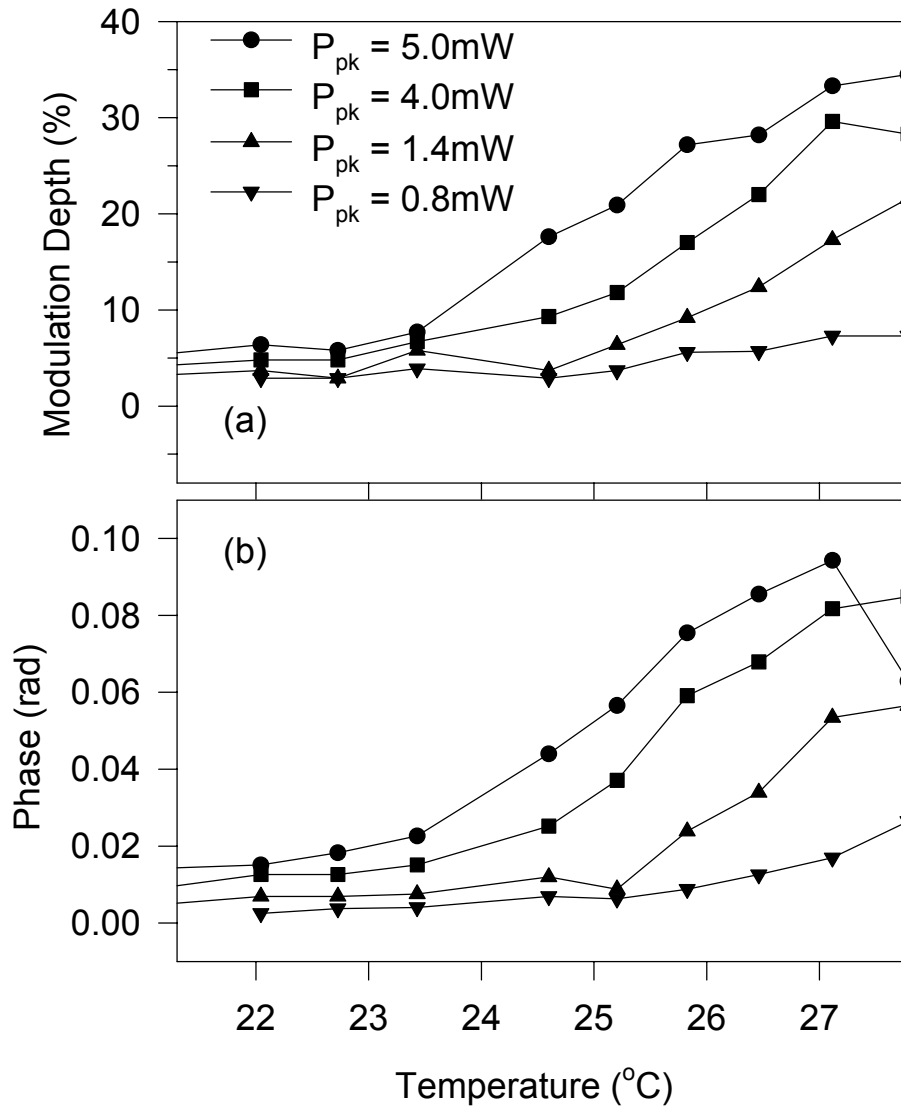 40
30
20
10
0
Modulation Depth (%)
P_pk = 5.0mW
P_pk = 4.0mW
P_pk = 1.4mW
P_pk = 0.8mW
(a)
(b)
0.10
0.08
0.06
0.04
0.02
0.00
Phase (rad)
22 23 24 25 26 27
Temperature (°C)